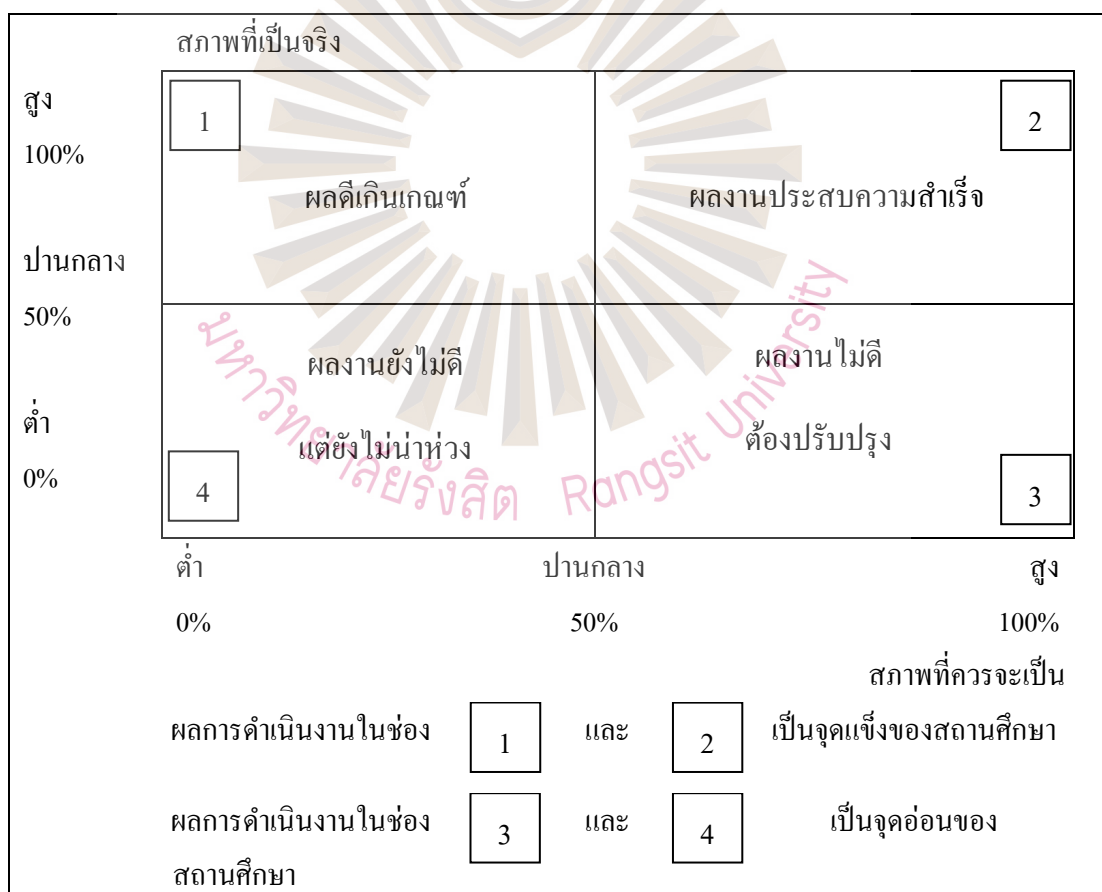 สภาพที่เป็นจริง
สูง
100%
1
2
ผลดีเกินเกณฑ์
ผลงานประสบความสำเร็จ
ปานกลาง
50%
ผลงานยังไม่ดี
แต่ยังไม่น่าห่วง
ผลงานไม่ดี
ต้องปรับปรุง
ต่ำ
0%
4
3
มหาวิทยาลัยรังสิต Rangsit University
ต่ำ ปานกลาง สูง
0% 50% 100%
สภาพที่ควรจะเป็น
ผลการดำเนินงานในช่อง 1 และ 2 เป็นจุดแข็งของสถานศึกษา
ผลการดำเนินงานในช่อง 3 และ 4 เป็นจุดอ่อนของ
สถานศึกษา